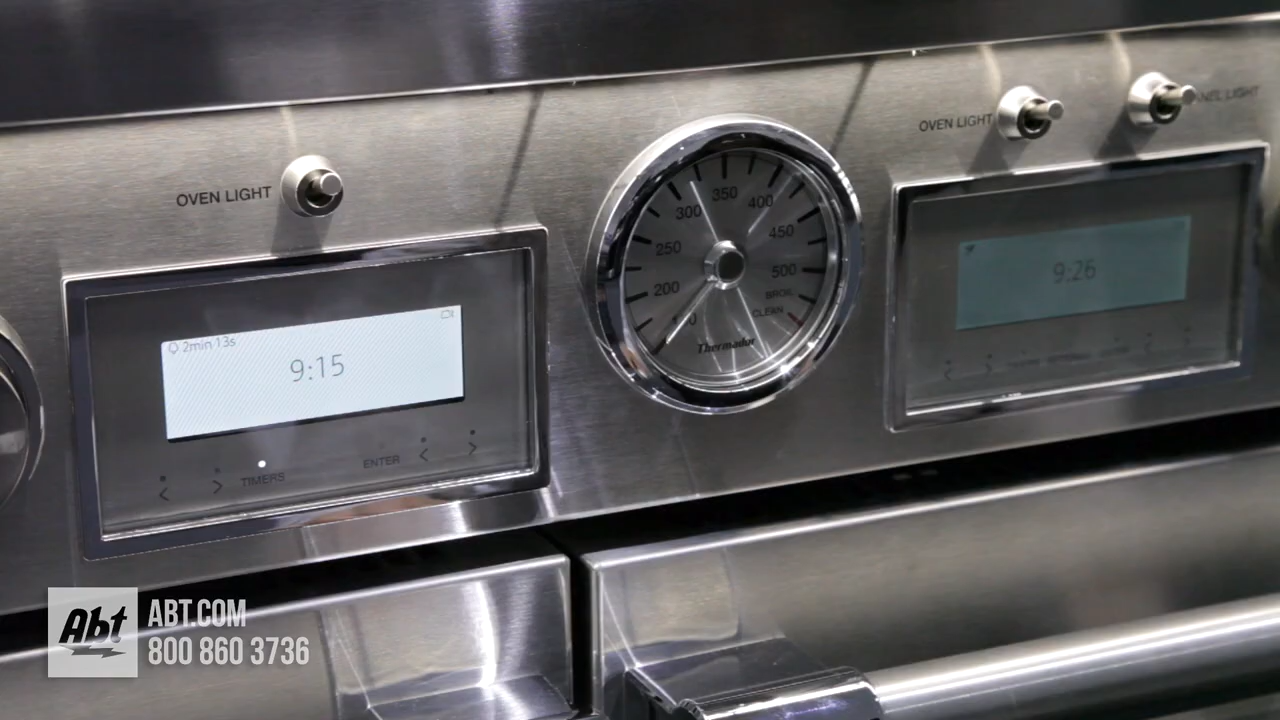 OVEN LIGHT
2min 13s
9:15
TIMERS
ENTER
200
250
300
350
400
450
500
BROIL
CLEAN
Thermador
OVEN LIGHT
9:26
Abt
ABT.COM
800 860 3736